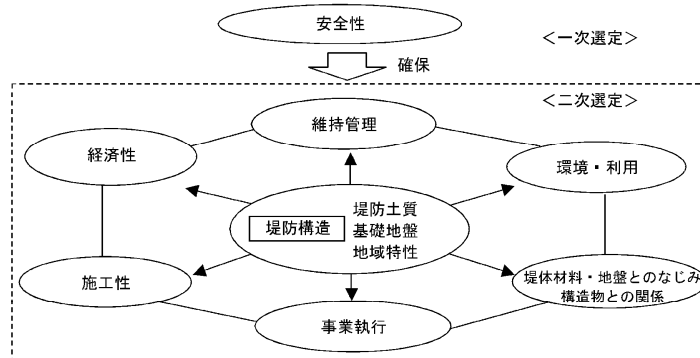 安全性
＜一次選定＞
確保
＜二次選定＞
維持管理
経済性
環境・利用
堤防構造
堤防土質
基礎地盤
地域特性
施工性
堤体材料・地盤とのなじみ
構造物との関係
事業執行